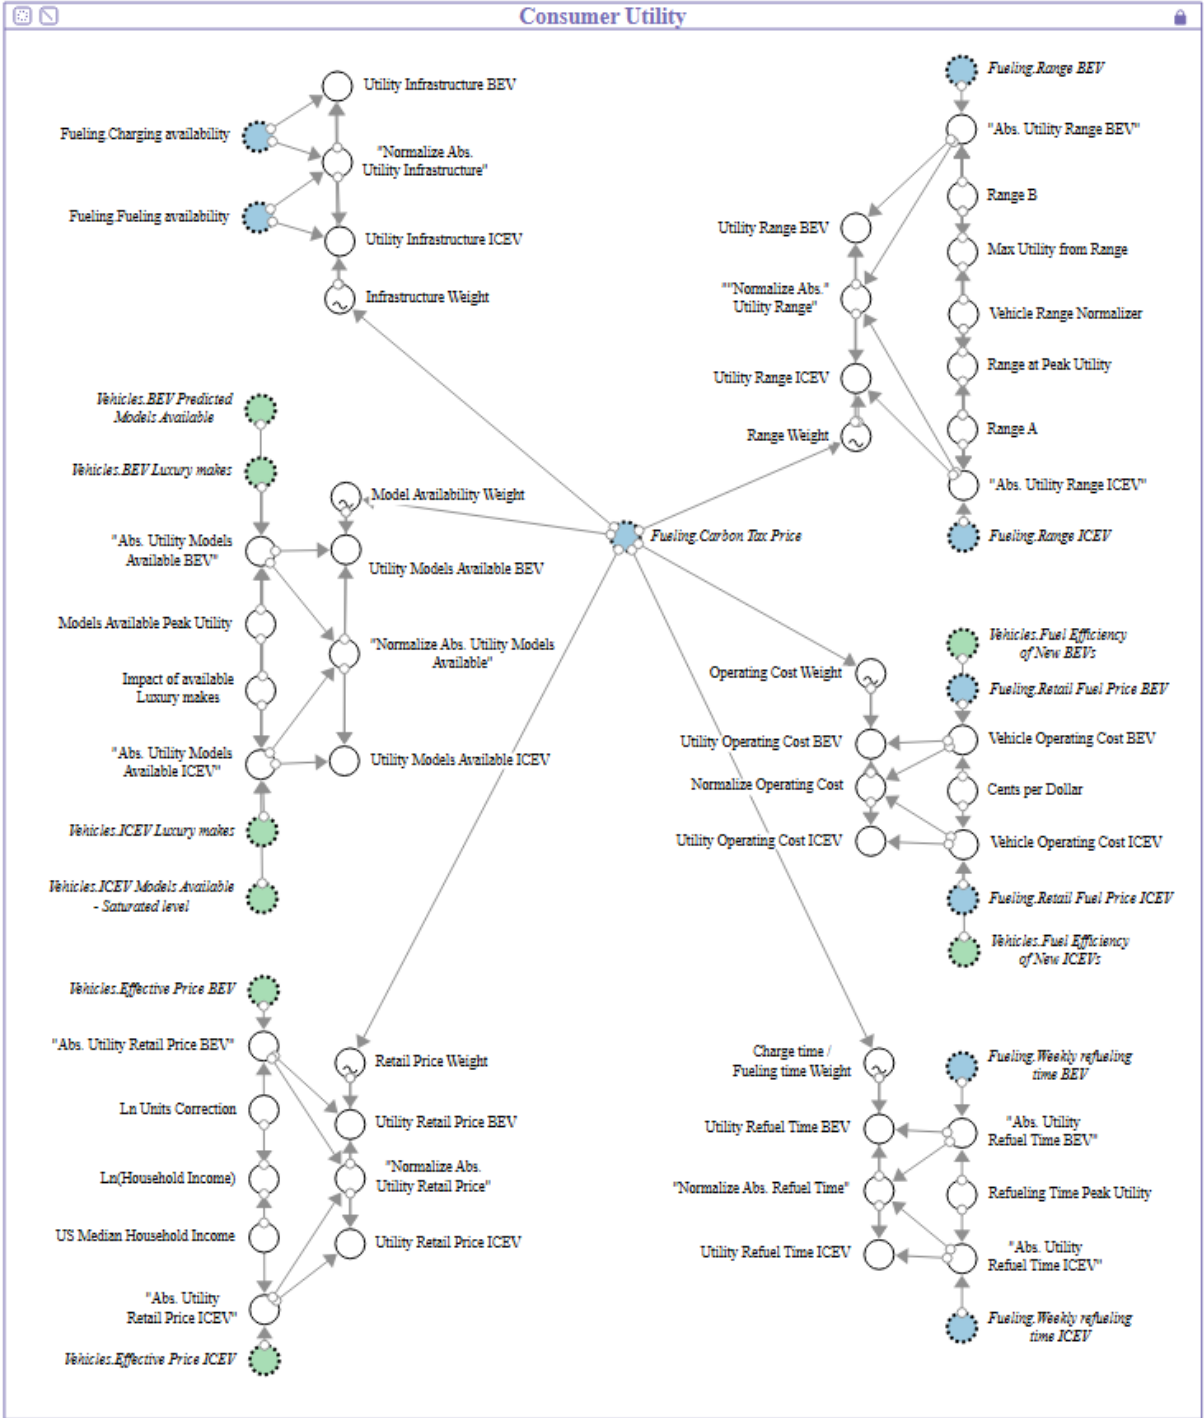 Consumer Utility
Utility Infrastructure BEV
Fueling.Charging availability
"Normalize Abs.
Utility Infrastructure"
Fueling.Fueling availability
Utility Infrastructure ICEV
Infrastructure Weight
Fueling.Range BEV
"Abs. Utility Range BEV"
Range B
Utility Range BEV
Max Utility from Range
""Normalize Abs."
Utility Range"
Vehicle Range Normalizer
Range at Peak Utility
Utility Range ICEV
Range A
Range Weight
"Abs. Utility Range ICEV"
Fueling.Range ICEV
Vehicles.BEV Predicted
Models Available
Vehicles.BEV Luxury makes
Model Availability Weight
"Abs. Utility Models
Available BEV"
Utility Models Available BEV
Models Available Peak Utility
"Normalize Abs. Utility Models
Available"
Impact of available
Luxury makes
"Abs. Utility Models
Available ICEV"
Utility Models Available ICEV
Vehicles.ICEV Luxury makes
Vehicles.ICEV Models Available
- Saturated level
Fueling.Carbon Tax Price
Vehicles.Fuel Efficiency
of New BEVs
Operating Cost Weight
Fueling.Retail Fuel Price BEV
Utility Operating Cost BEV
Vehicle Operating Cost BEV
Normalize Operating Cost
Cents per Dollar
Utility Operating Cost ICEV
Vehicle Operating Cost ICEV
Fueling.Retail Fuel Price ICEV
Vehicles.Fuel Efficiency
of New ICEVs
Vehicles.Effective Price BEV
"Abs. Utility Retail Price BEV"
Retail Price Weight
Ln Units Correction
Utility Retail Price BEV
Ln(Household Income)
"Normalize Abs.
Utility Retail Price"
US Median Household Income
Utility Retail Price ICEV
"Abs. Utility
Retail Price ICEV"
Vehicles.Effective Price ICEV
Charge time /
Fueling time Weight
Fueling.Weekly refueling
time BEV
Utility Refuel Time BEV
"Abs. Utility
Refuel Time BEV"
"Normalize Abs. Refuel Time"
Refueling Time Peak Utility
Utility Refuel Time ICEV
"Abs. Utility
Refuel Time ICEV"
Fueling.Weekly refueling
time ICEV